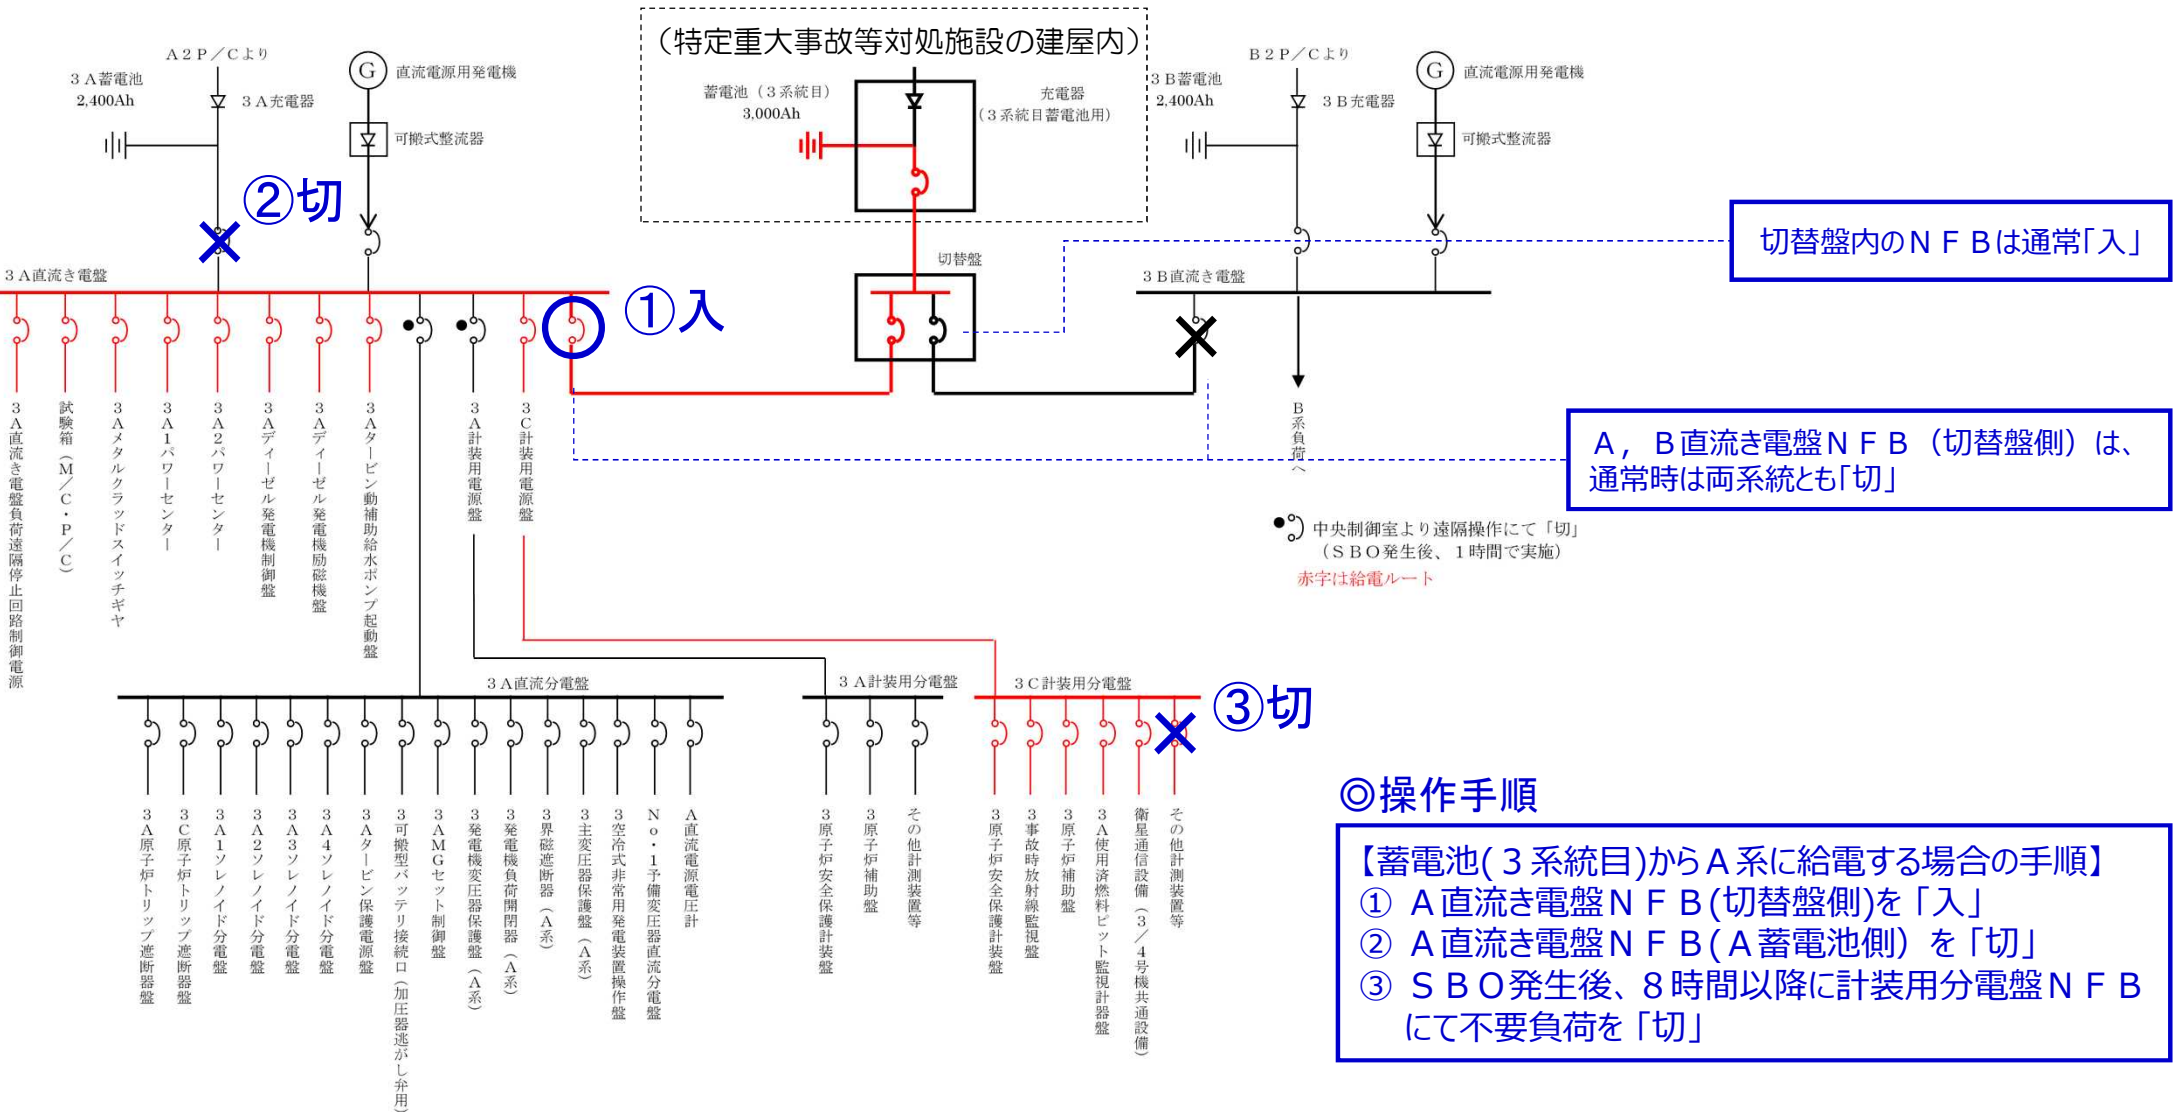 （特定重大事故等対処施設の建屋内）
A２P／Cより
３A蓄電池
2,400Ah
３A充電器
G
直流電源用発電機
可搬式整流器
蓄電池（３系統目）
3,000Ah
充電器
（３系統目蓄電池用）
B２P／Cより
３B蓄電池
2,400Ah
３B充電器
G
直流電源用発電機
可搬式整流器
②切
切替盤内のＮＦＢは通常「入」
３A直流き電盤
①入
切替盤
３B直流き電盤
３A直流き電盤負荷遠隔停止回路制御電源
試験箱（M／C・P／C）
３Aメタルクラッドスイッチギヤ
３A１パワーセンター
３A２パワーセンター
３Aディーゼル発電機制御盤
３Aディーゼル発電機励磁機盤
３Aタービン動補助給水ポンプ起動盤
３A計装用電源盤
３C計装用電源盤
B系負荷へ
Ａ，Ｂ直流き電盤ＮＦＢ（切替盤側）は、
通常時は両系統とも「切」
中央制御室より遠隔操作にて「切」
（SBO発生後、１時間で実施）
赤字は給電ルート
３A直流分電盤
３A計装用分電盤
３C計装用分電盤
③切
３A原子炉トリップ遮断器盤
３C原子炉トリップ遮断器盤
３A１ソレノイド分電盤
３A２ソレノイド分電盤
３A３ソレノイド分電盤
３A４ソレノイド分電盤
３Aタービン保護電源盤
３可搬型バッテリ接続口（加圧器逃がし弁用）
３AMGセット制御盤
３発電機変圧器保護盤（A系）
３発電機負荷開閉器（A系）
３界磁遮断器（A系）
３主変圧器保護盤（A系）
３空冷式非常用発電装置操作盤
No・１予備変圧器直流分電盤
A直流電源電圧計
３原子炉安全保護計装盤
３原子炉補助盤
その他計測装置等
３原子炉安全保護計装盤
３事故時放射線監視盤
３原子炉補助盤
３A使用済燃料ピット監視計器盤
衛星通信設備（３／４号機共通設備）
その他計測装置等
◎操作手順
【蓄電池(３系統目)からＡ系に給電する場合の手順】
① Ａ直流き電盤ＮＦＢ(切替盤側)を「入」
② Ａ直流き電盤ＮＦＢ(Ａ蓄電池側）を「切」
③ ＳＢＯ発生後、８時間以降に計装用分電盤ＮＦＢ
にて不要負荷を「切」